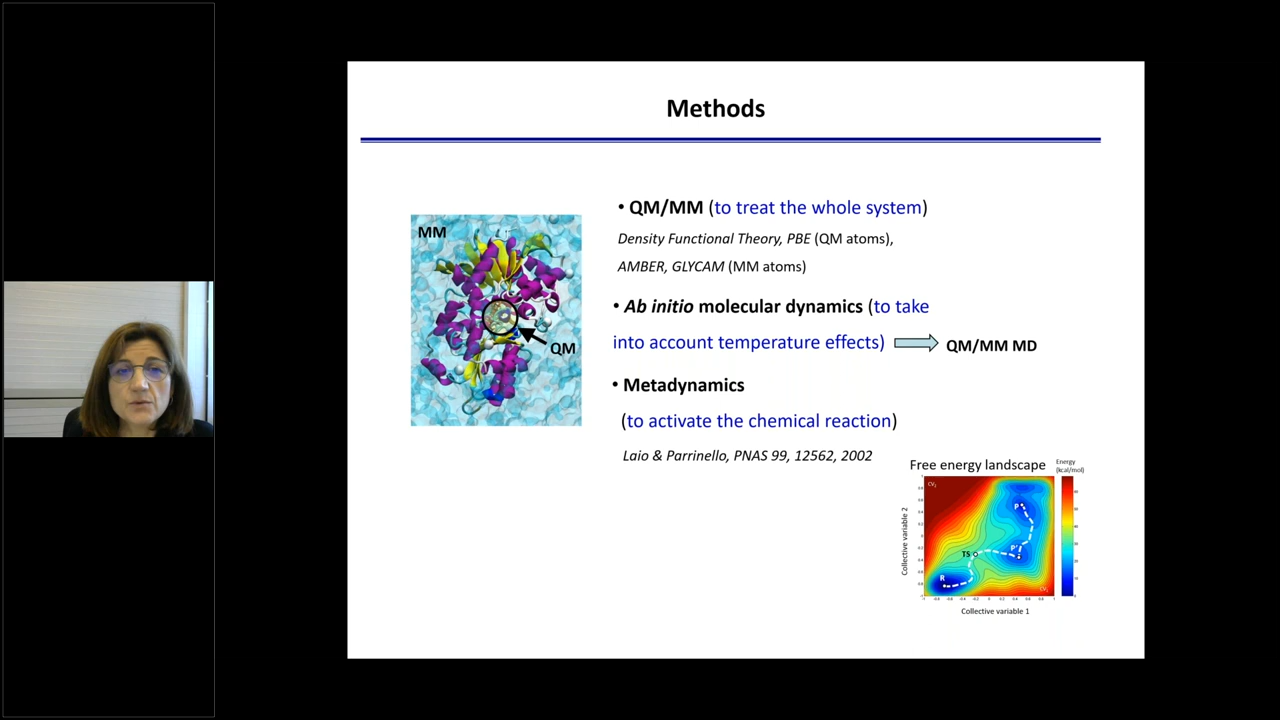 Methods
MM
QM
• QM/MM (to treat the whole system)
Density Functional Theory, PBE (QM atoms),
AMBER, GLYCAM (MM atoms)
• Ab initio molecular dynamics (to take
into account temperature effects)
QM/MM MD
• Metadynamics
(to activate the chemical reaction)
Laio & Parrinello, PNAS 99, 12562, 2002
Free energy landscape
Energy
(kcal/mol)
CV2
P
P'
TS
R
CV1
Collective variable 2
Collective variable 1